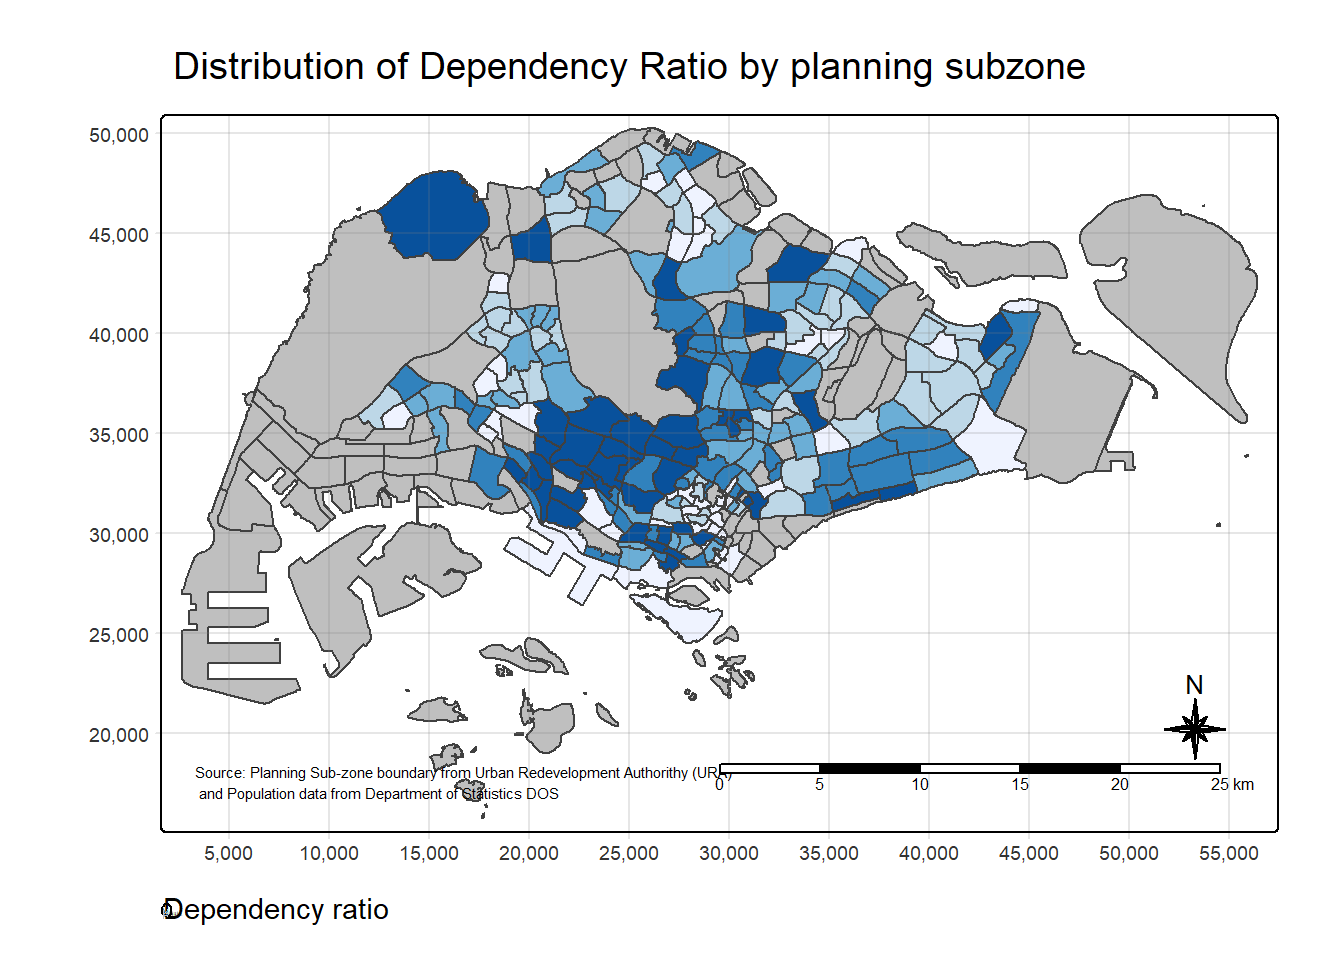 Distribution of Dependency Ratio by planning subzone
50,000
45,000
40,000
35,000
30,000
25,000
20,000
N
Source: Planning Sub-zone boundary from Urban Redevelopment Authorithy (URA)
and Population data from Department of Statistics DOS
0 5 10 15 20 25 km
5,000 10,000 15,000 20,000 25,000 30,000 35,000 40,000 45,000 50,000 55,000
Dependency ratio